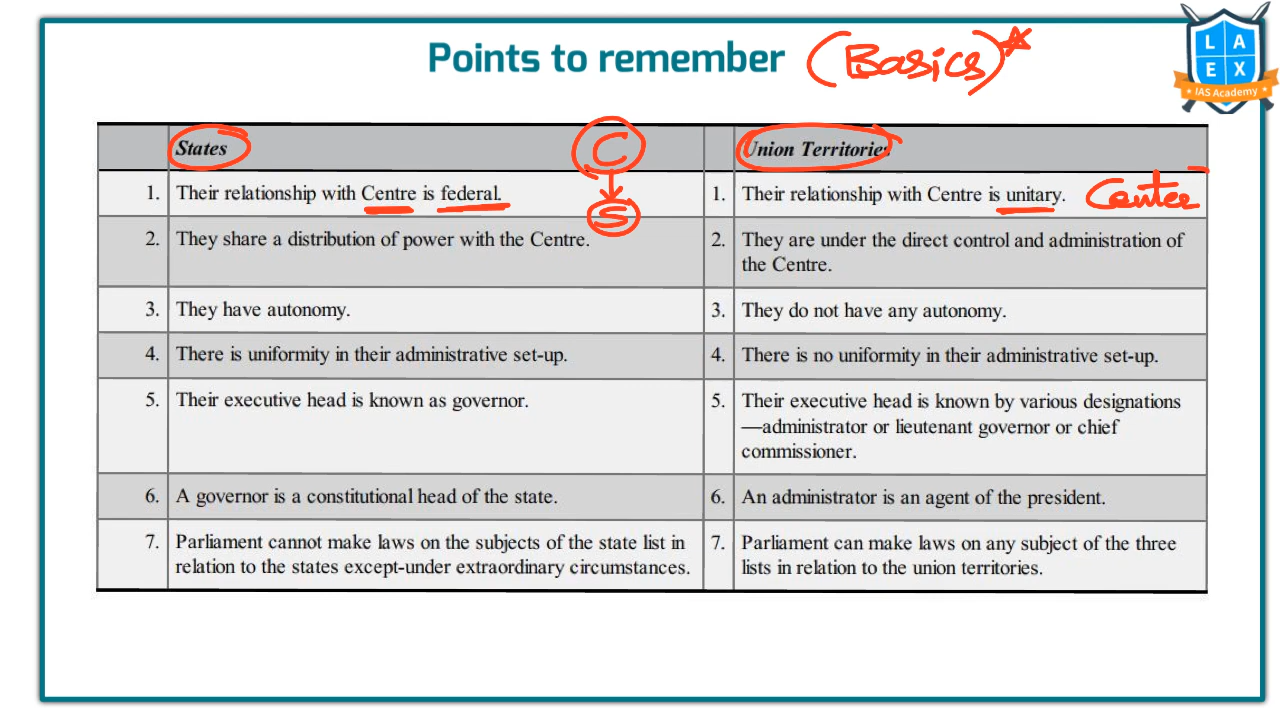 Points to remember (Basics)*
L A
E X
IAS Academy
States
C
Union Territories
1. Their relationship with Centre is federal.
S
1. Their relationship with Centre is unitary. Center
2. They share a distribution of power with the Centre.
2. They are under the direct control and administration of
the Centre.
3. They have autonomy.
3. They do not have any autonomy.
4. There is uniformity in their administrative set-up.
4. There is no uniformity in their administrative set-up.
5. Their executive head is known as governor.
5. Their executive head is known by various designations
—administrator or lieutenant governor or chief
commissioner.
6. A governor is a constitutional head of the state.
6. An administrator is an agent of the president.
7. Parliament cannot make laws on the subjects of the state list in
relation to the states except-under extraordinary circumstances.
7. Parliament can make laws on any subject of the three
lists in relation to the union territories.